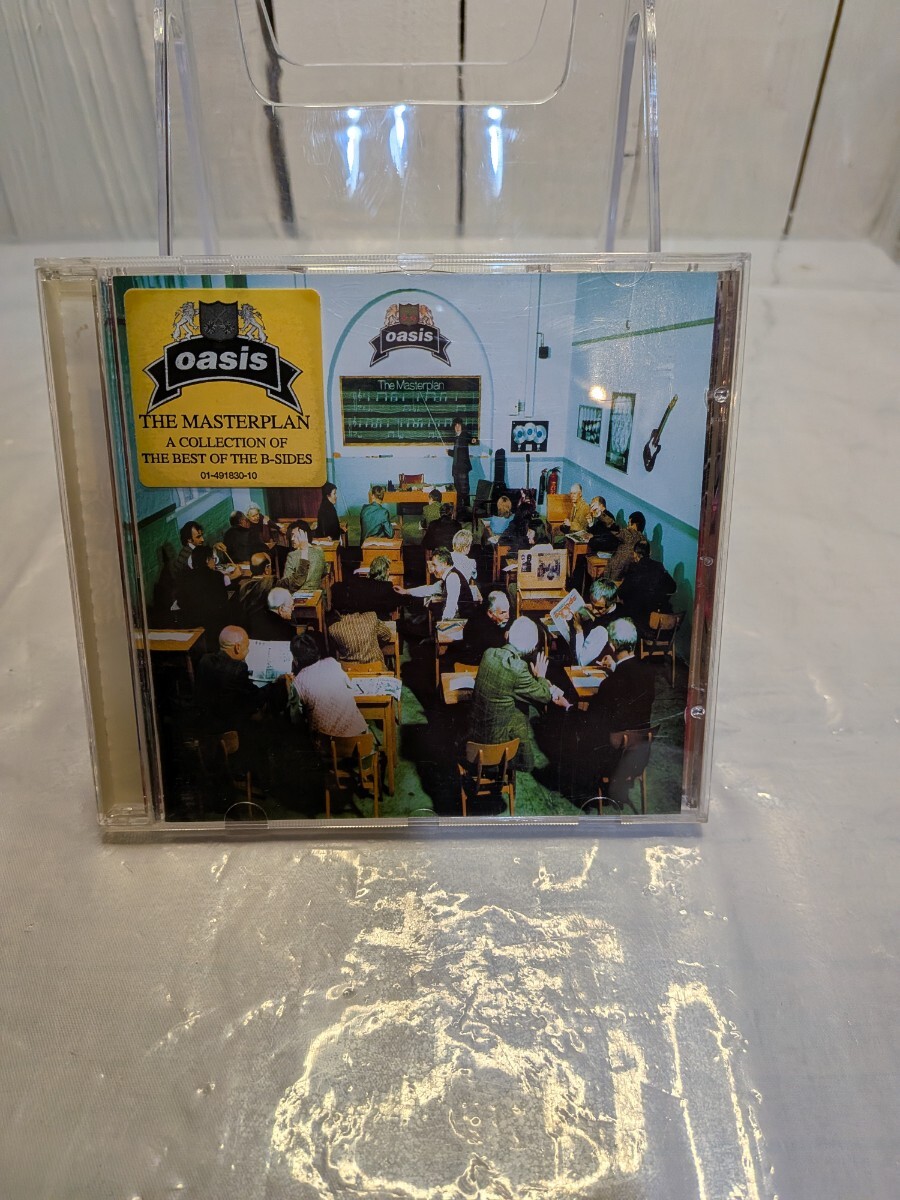 oasis
THE MASTERPLAN
A COLLECTION OF
THE BEST OF THE B-SIDES
01-491830-10
oasis
The Masterplan